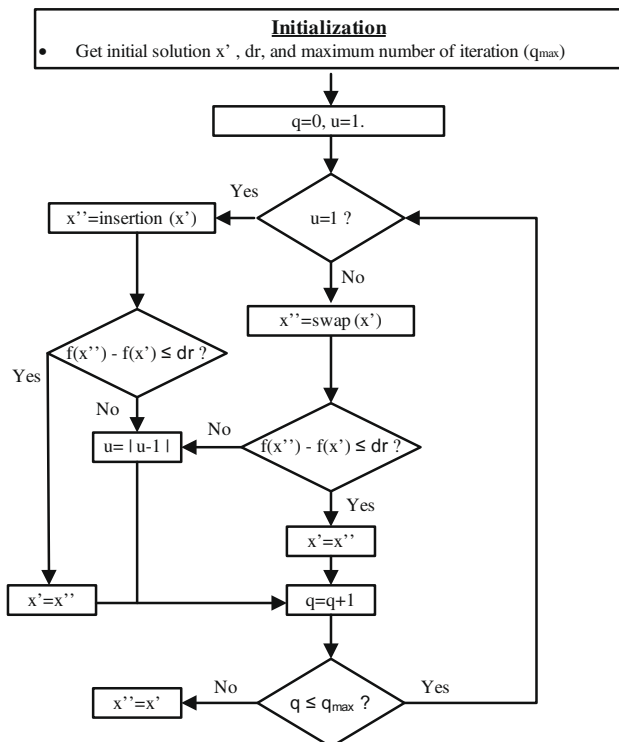 Initialization
• Get initial solution x’ , dr, and maximum number of iteration (qmax)
q=0, u=1.
Yes
x’’=insertion (x’)
u=1 ?
No
x’’=swap (x’)
f(x’’) - f(x’) ≤ dr ?
Yes
No
No
u= | u-1 |
f(x’’) - f(x’) ≤ dr ?
Yes
x’=x’’
x’=x’’
q=q+1
No
Yes
x’’=x’
q ≤ qmax ?